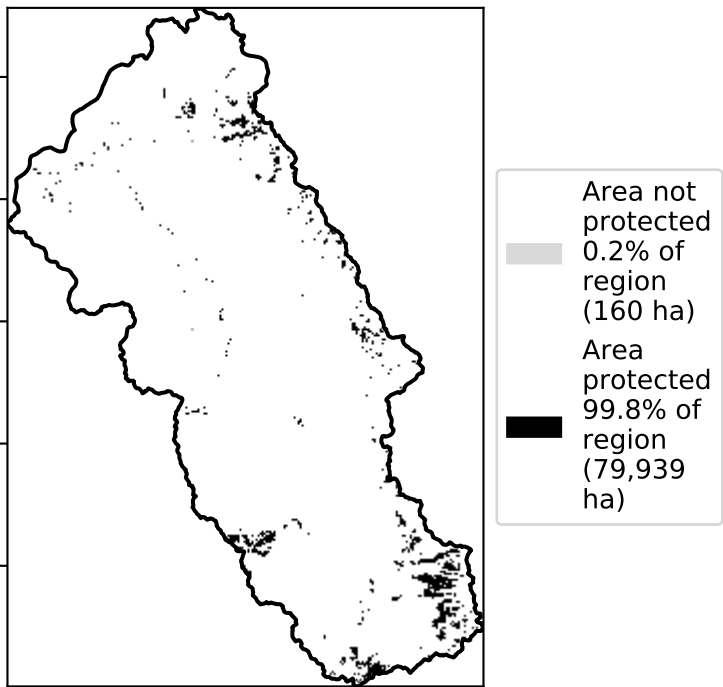 Area not
protected
0.2% of
region
(160 ha)
Area
protected
99.8% of
region
(79,939
ha)